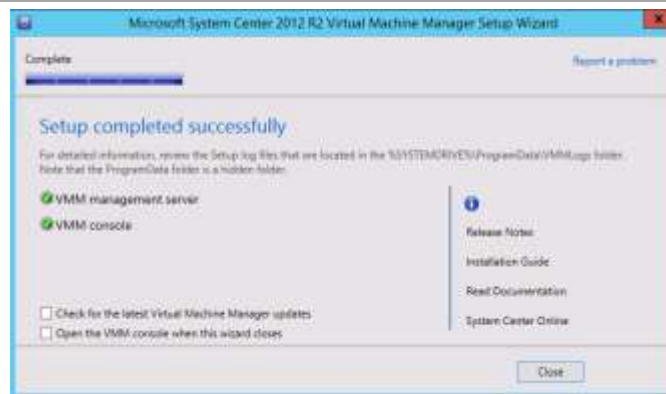 Microsoft System Center 2012 R2 Virtual Machine Manager Setup Wizard
Complete
Report a problem
Setup completed successfully
For detailed information, review the Setup log files that are located in the %SYSTEMDRIVE%\ProgramData\VMMLogs folder.
Note that the ProgramData folder is a hidden folder.
VMM management server
VMM console
Release Notes
Installation Guide
Read Documentation
System Center Online
Check for the latest Virtual Machine Manager updates
Open the VMM console when this wizard closes
Close